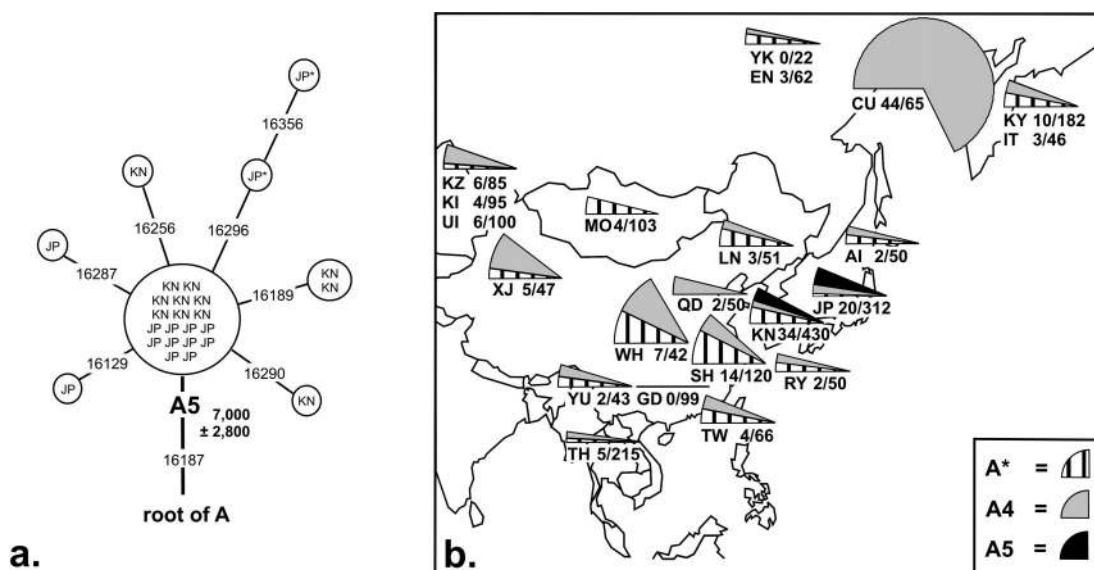 JP*
16356
KN
JP*
16256
16296
JP
16287
KN KN
KN KN KN
KN KN KN
JP JP JP JP
JP JP JP JP
JP JP
16189
KN
KN
JP
16129
16290
KN
A5
7,000
± 2,800
16187
root of A
a.
YK 0/22
EN 3/62
CU 44/65
KY 10/182
IT 3/46
KZ 6/85
KI 4/95
UI 6/100
MO 4/103
LN 3/51
AI 2/50
XJ 5/47
QD 2/50
JP 20/312
KN 34/430
WH 7/42
SH 14/120
RY 2/50
YU 2/43
GD 0/99
TW 4/66
TH 5/215
A* =
A4 =
A5 =
b.